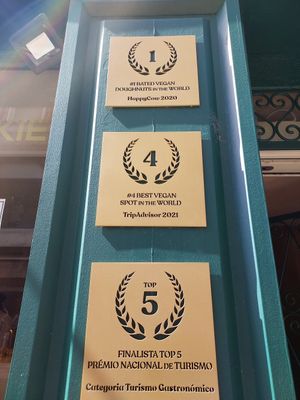 1
#1 RATED VEGAN
DOUGHNUTS IN THE WORLD
HappyCow 2020
4
#4 BEST VEGAN
SPOT IN THE WORLD
TripAdvisor 2021
TOP
5
FINALISTA TOP 5
PRÉMIO NACIONAL DE TURISMO
Categoria Turismo Gastronómico